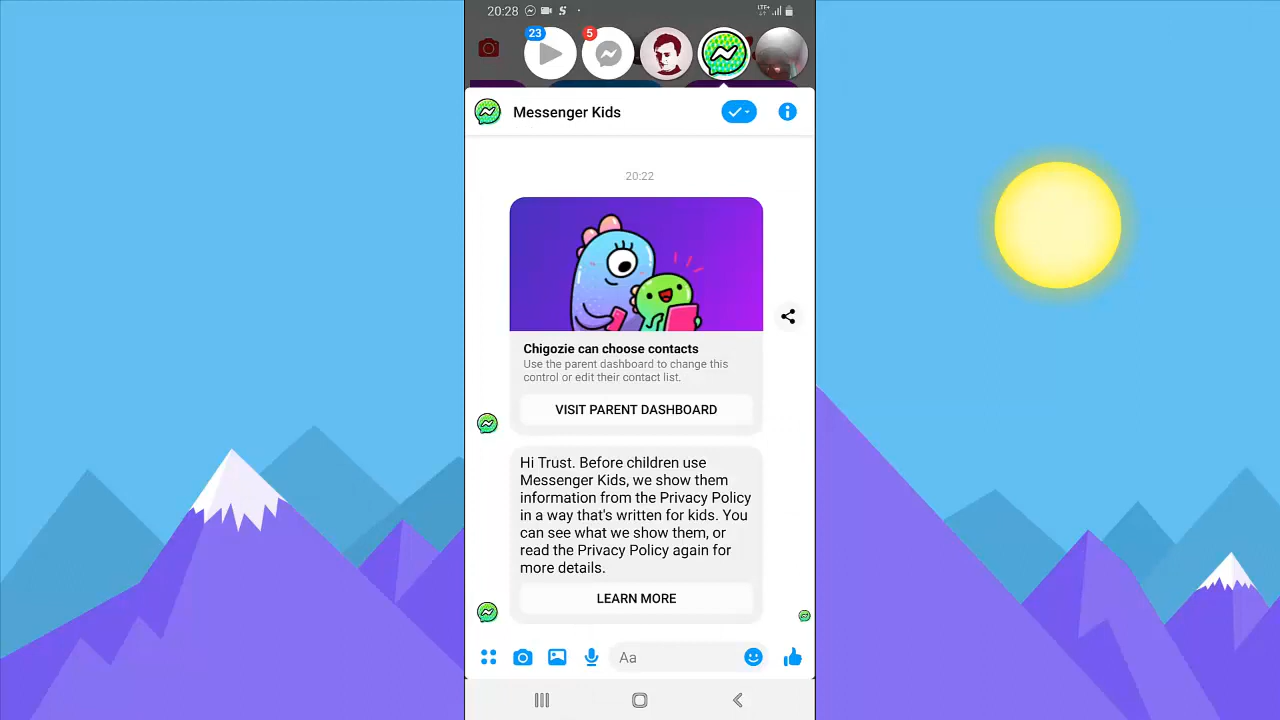 20:28
23
5
Messenger Kids
20:22
Chigozie can choose contacts
Use the parent dashboard to change this
control or edit their contact list.
VISIT PARENT DASHBOARD
Hi Trust. Before children use
Messenger Kids, we show them
information from the Privacy Policy
in a way that's written for kids. You
can see what we show them, or
read the Privacy Policy again for
more details.
LEARN MORE
Aa